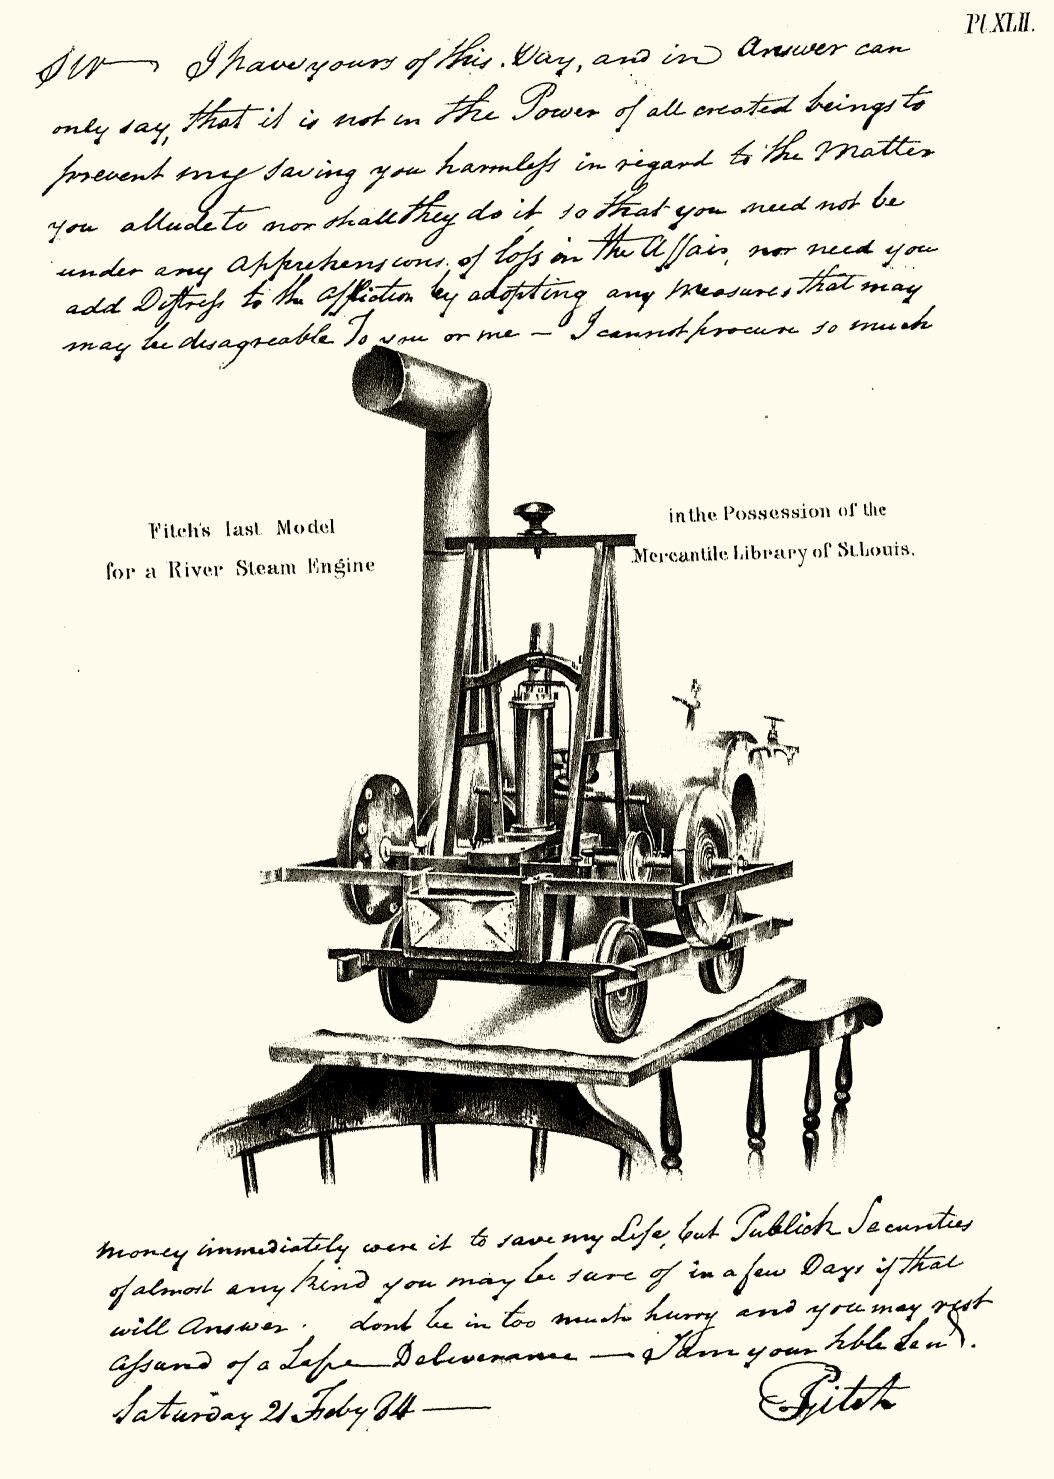 Pl. XLII.
Sir I have yours of this Day, and in Answer can
only say, that it is not in the Power of all created beings to
prevent my saving you harmless in regard to the Matter
you allude to nor shall they do it, so that you need not be
under any Apprehensions, of loss in the Affair, nor need you
add Distress to the affliction by adopting any Measures that may
may be disagreable To you or me — I cannot procure so much
Fitch's last Model
for a River Steam Engine
in the Possession of the
Mercantile Library of St. Louis.
money immediately were it to save my Life, but Publick Securities
of almost any kind you may be sure of in a few Days if that
will Answer. dont be in too much hurry and you may rest
Assured of a Safe Deliverance — I am your hble Serv.
Saturday 21 Feby 84 —
Fitch